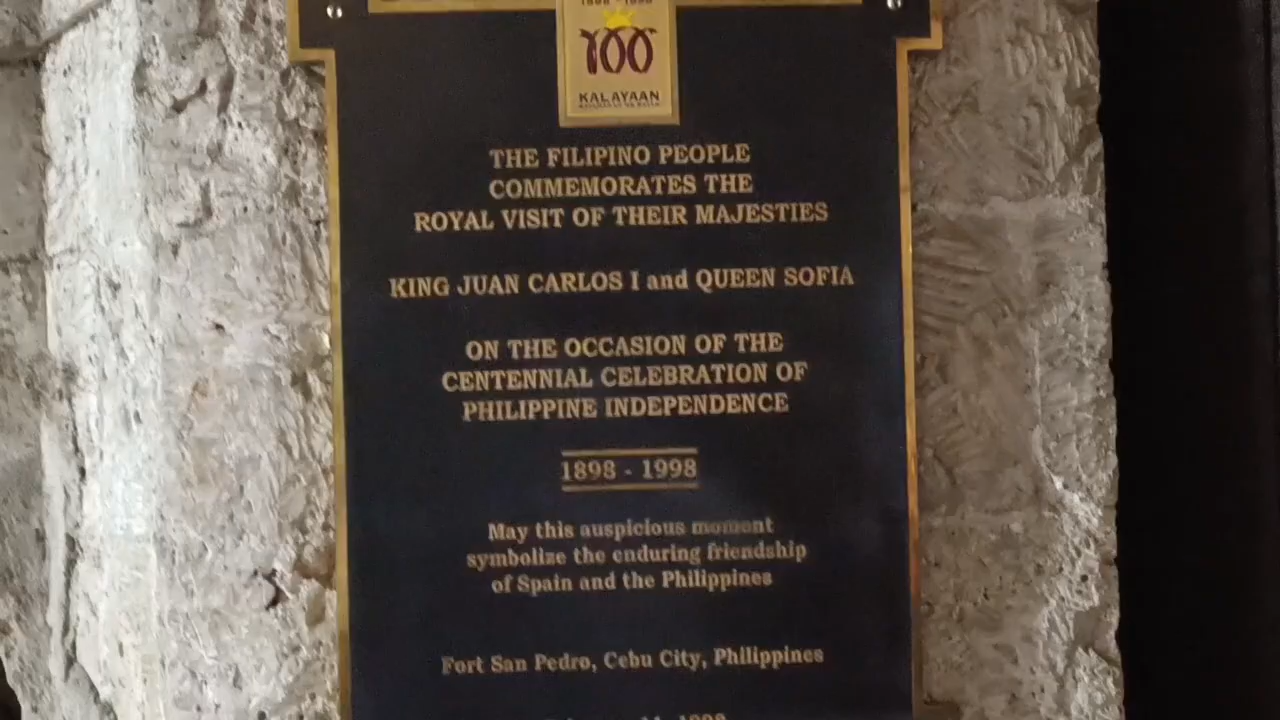 100
KALAYAAN
THE FILIPINO PEOPLE
COMMEMORATES THE
ROYAL VISIT OF THEIR MAJESTIES
KING JUAN CARLOS I and QUEEN SOFIA
ON THE OCCASION OF THE
CENTENNIAL CELEBRATION OF
PHILIPPINE INDEPENDENCE
1898 - 1998
May this auspicious moment
symbolize the enduring friendship
of Spain and the Philippines
Fort San Pedro, Cebu City, Philippines